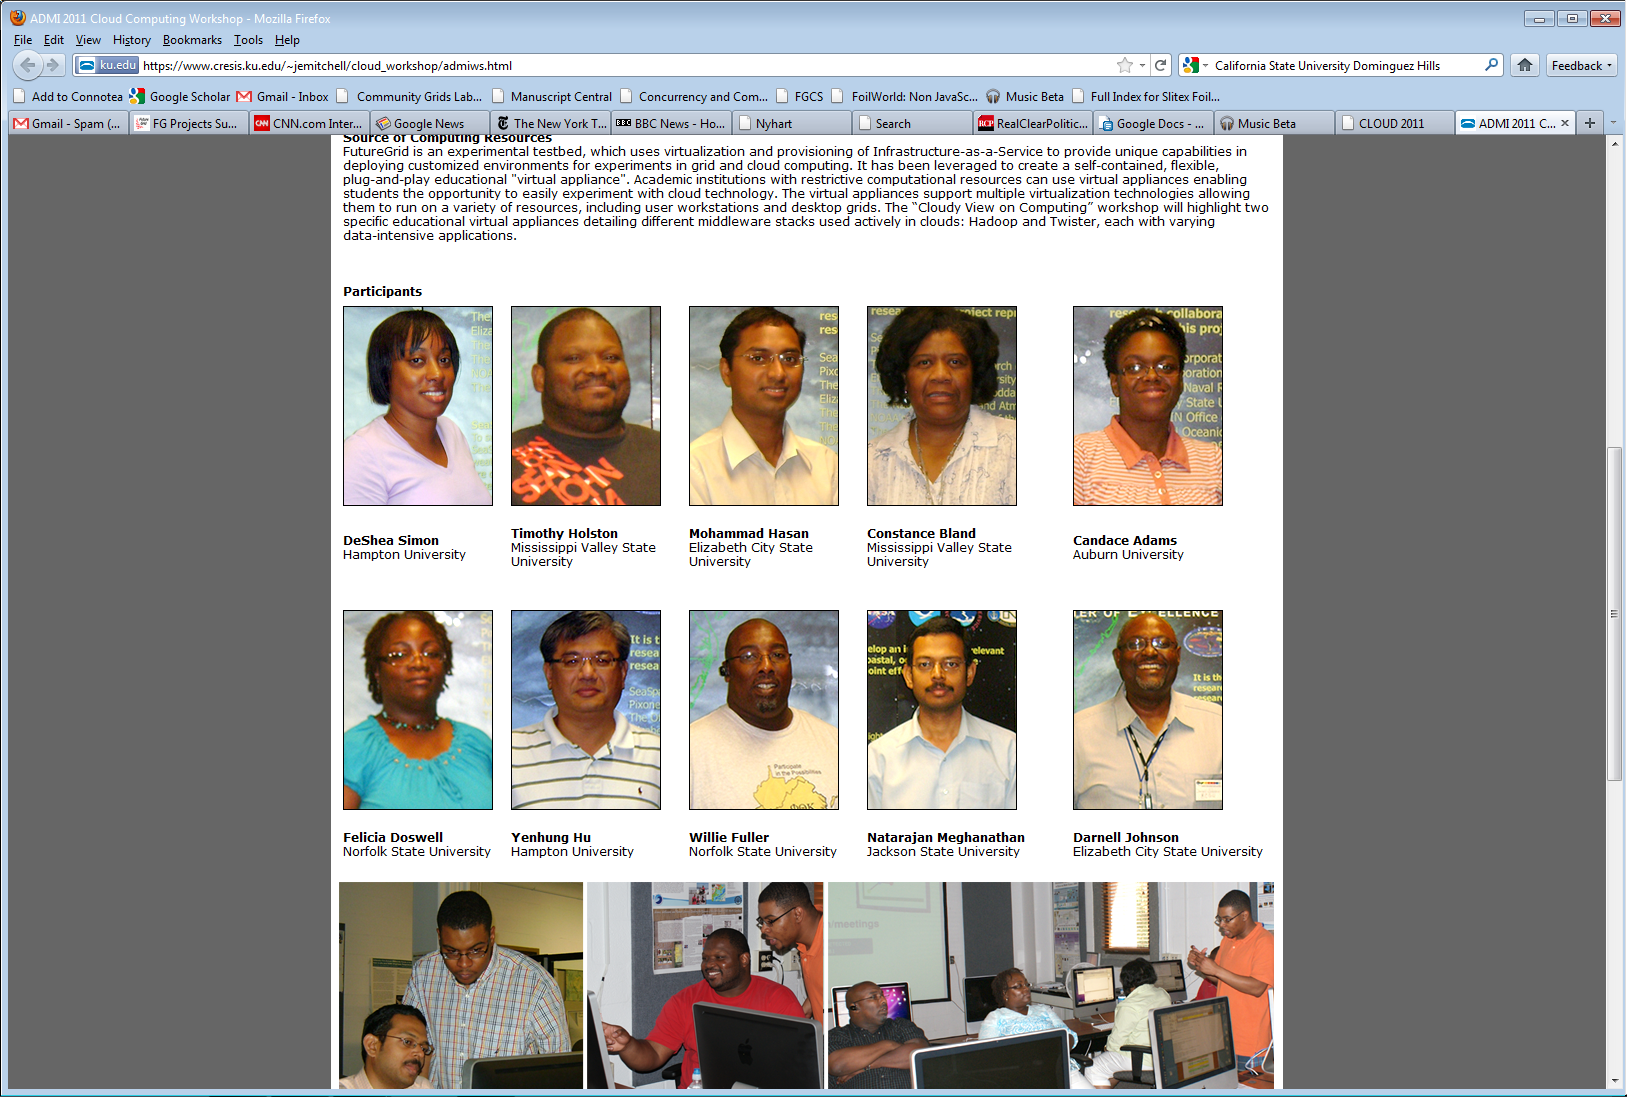 ADMI 2011 Cloud Computing Workshop - Mozilla Firefox
File Edit View History Bookmarks Tools Help
ku.edu https://www.cresis.ku.edu/~jemitchell/cloud_workshop/admiws.html California State University Dominguez Hills Feedback
Add to Connotea Google Scholar Gmail - Inbox Community Grids Lab... Manuscript Central Concurrency and Com... FGCS FoilWorld: Non JavaSc... Music Beta Full Index for Slitex Foil...
Gmail - Spam (... FG Projects Su... CNN.com Inter... Google News The New York T... BBC News - Ho... Nyhart Search RealClearPolitic... Google Docs - ... Music Beta CLOUD 2011 ADMI 2011 C...
Source of Computing Resources
FutureGrid is an experimental testbed, which uses virtualization and provisioning of Infrastructure-as-a-Service to provide unique capabilities in
deploying customized environments for experiments in grid and cloud computing. It has been leveraged to create a self-contained, flexible,
plug-and-play educational "virtual appliance". Academic institutions with restrictive computational resources can use virtual appliances enabling
students the opportunity to easily experiment with cloud technology. The virtual appliances support multiple virtualization technologies allowing
them to run on a variety of resources, including user workstations and desktop grids. The “Cloudy View on Computing” workshop will highlight two
specific educational virtual appliances detailing different middleware stacks used actively in clouds: Hadoop and Twister, each with varying
data-intensive applications.
Participants
DeShea Simon
Hampton University
Timothy Holston
Mississippi Valley State
University
Mohammad Hasan
Elizabeth City State
University
Constance Bland
Mississippi Valley State
University
Candace Adams
Auburn University
Participate
in the Possibilities
Felicia Doswell
Norfolk State University
Yenhung Hu
Hampton University
Willie Fuller
Norfolk State University
Natarajan Meghanathan
Jackson State University
Darnell Johnson
Elizabeth City State University
/meetings